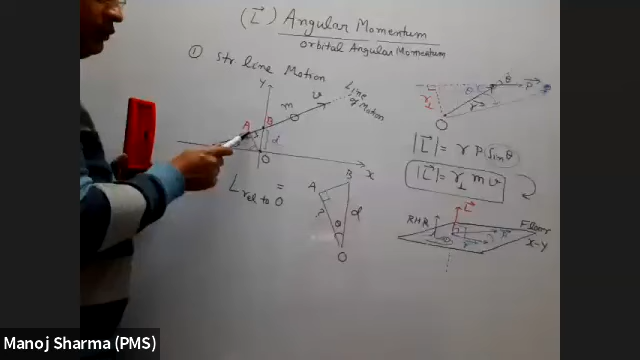 (L⃗) Angular Momentum
orbital Angular Momentum
① Str. line Motion
Y
Line of Motion
v
m
A
B
d
O
X
L rel to O =
A
B
d
θ
O
θ
P⃗
r⊥
r⃗
O
|L⃗| = r P sinθ
|L⃗| = r⊥ m v
L⃗
RHR
Floor
X-Y
Manoj Sharma (PMS)